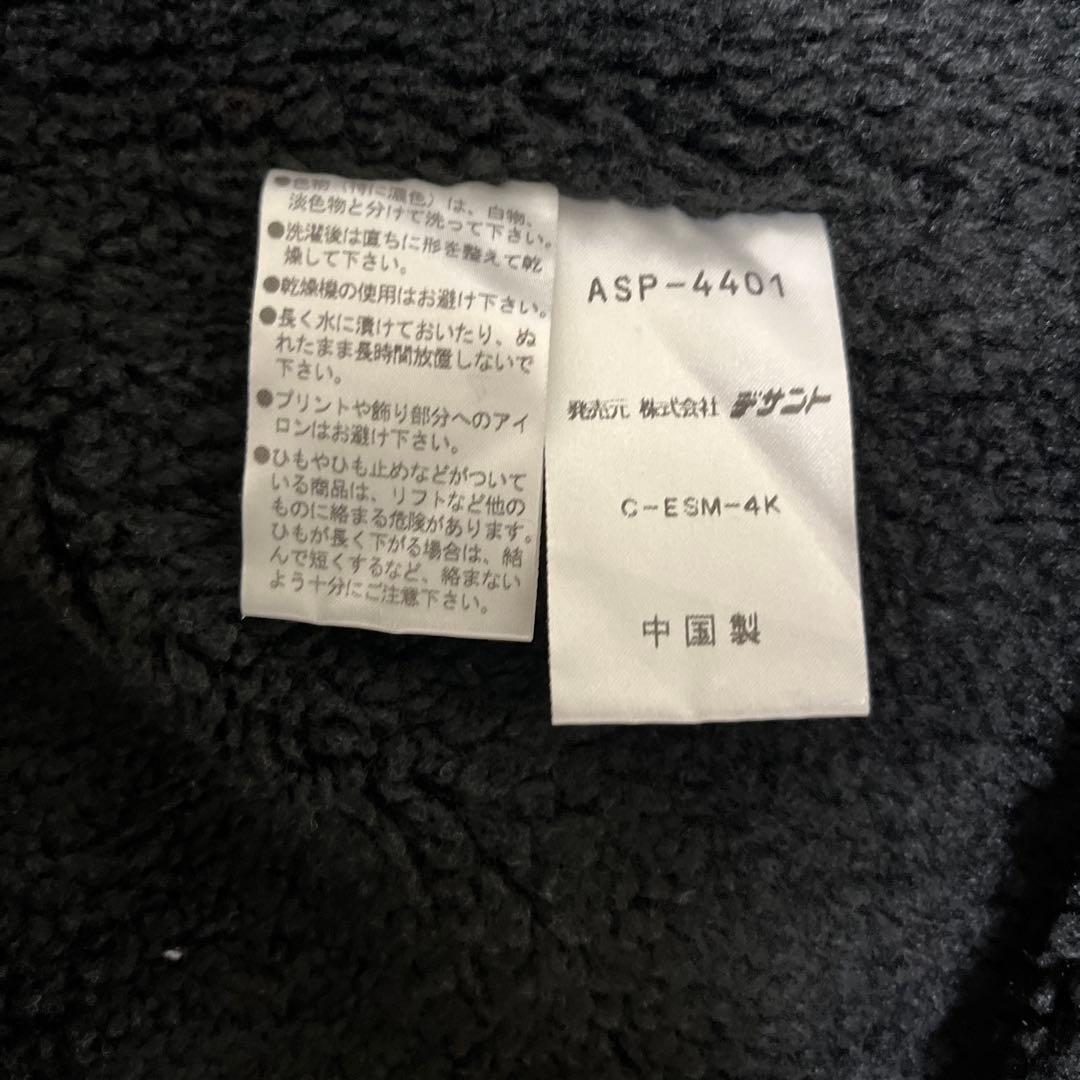 ●色物（特に濃色）は、白物、
淡色物と分けて洗って下さい。
●洗濯後は直ちに形を整えて乾
燥して下さい。
●乾燥機の使用はお避け下さい。
●長く水に漬けておいたり、ぬ
れたまま長時間放置しないで
下さい。
●プリントや飾り部分へのアイ
ロンはお避け下さい。
●ひもやひも止めなどがついて
いる商品は、リフトなど他の
ものに絡まる危険があります。
ひもが長く下がる場合は、結
んで短くするなど、絡まない
よう十分にご注意下さい。
ASP-4401
発売元 株式会社 デサント
C-ESM-4K
中国製